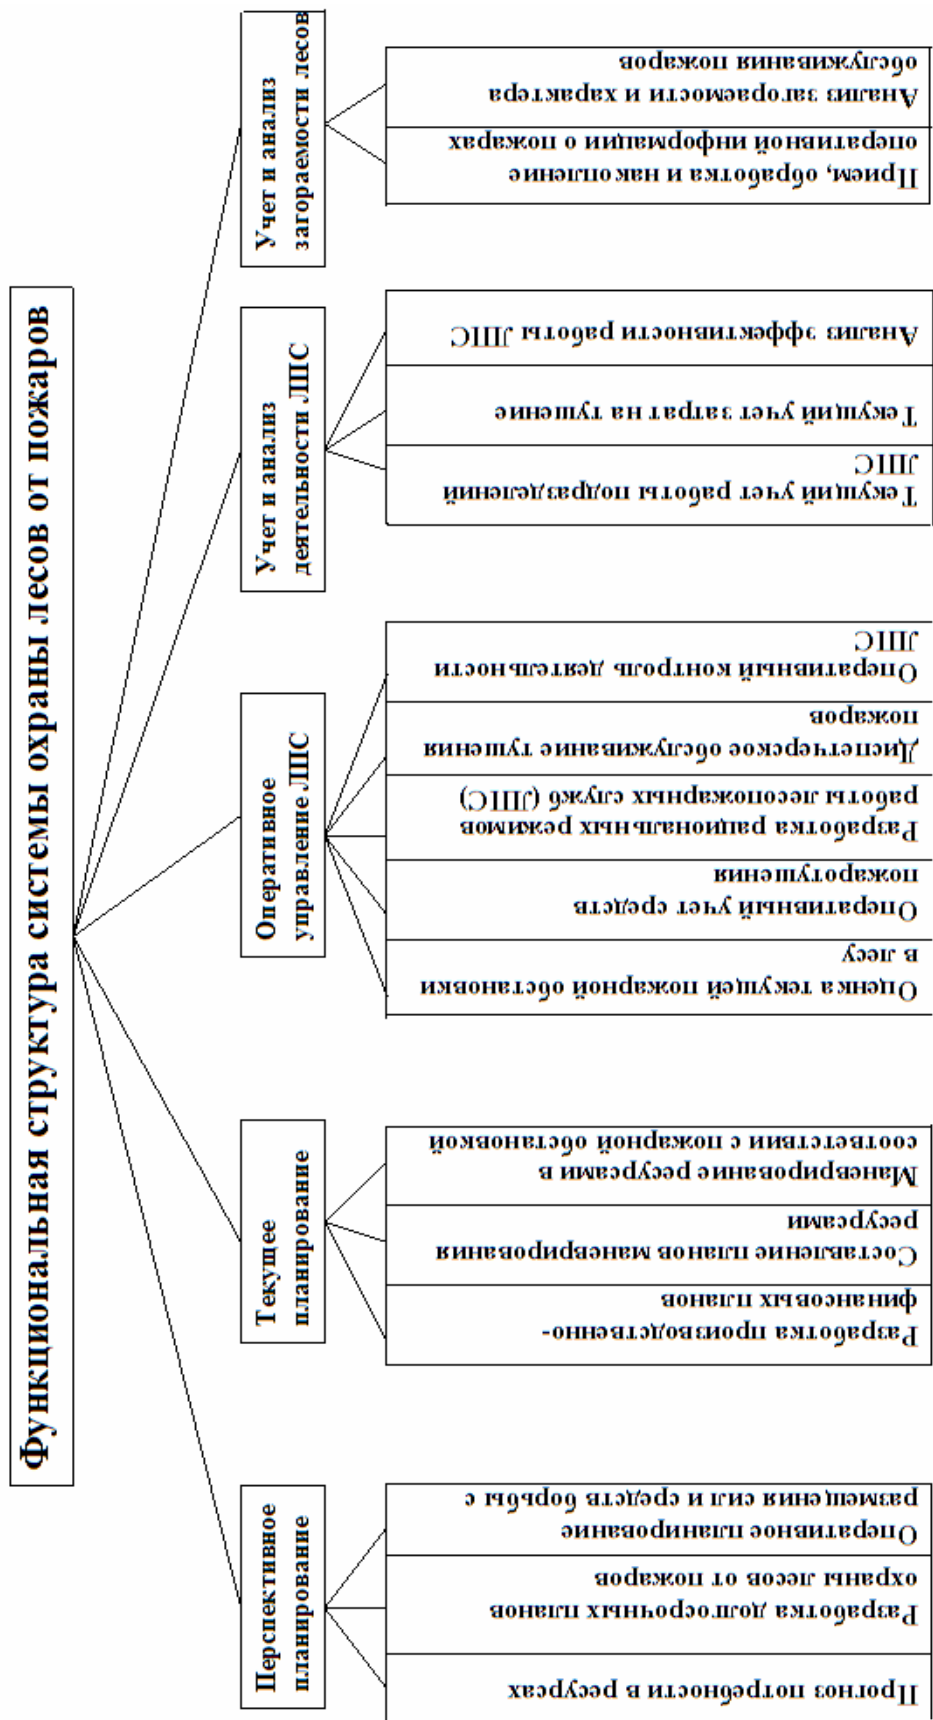 Функциональная структура системы охраны лесов от пожаров
Перспективное
планирование
Прогноз потребности в ресурсах
Разработка долгосрочных планов
охраны лесов от пожаров
Оперативное планирование
размещения сил и средств борьбы с
Текущее
планирование
Разработка производственно-
финансовых планов
Составление планов маневрирования
ресурсами
Маневрирование ресурсами в
соответствии с пожарной обстановкой
Оперативное
управление ЛПС
Оценка текущей пожарной обстановки
в лесу
Оперативный учет средств
пожаротушения
Разработка рациональных режимов
работы лесопожарных служб (ЛПС)
Диспетчерское обслуживание тушения
пожаров
Оперативный контроль деятельности
ЛПС
Учет и анализ
деятельности ЛПС
Текущий учет работы подразделений
ЛПС
Текущий учет затрат на тушение
Анализ эффективности работы ЛПС
Учет и анализ
загораемости лесов
Прием, обработка и накопление
оперативной информации о пожарах
Анализ загораемости и характера
обслуживания пожаров